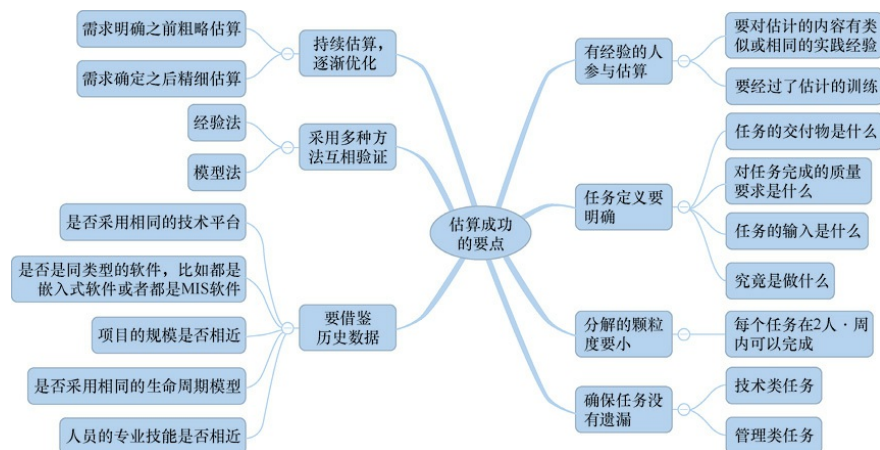 估算成功
的要点
有经验的人
参与估算
要对估计的内容有类
似或相同的实践经验
要经过了估计的训练
任务定义要
明确
任务的交付物是什么
对任务完成的质量
要求是什么
任务的输入是什么
究竟是做什么
分解的颗粒
度要小
每个任务在2人·周
内可以完成
确保任务没
有遗漏
技术类任务
管理类任务
持续估算，
逐渐优化
需求明确之前粗略估算
需求确定之后精细估算
采用多种方
法互相验证
经验法
模型法
要借鉴
历史数据
是否采用相同的技术平台
是否是同类型的软件，比如都是
嵌入式软件或者都是MIS软件
项目的规模是否相近
是否采用相同的生命周期模型
人员的专业技能是否相近